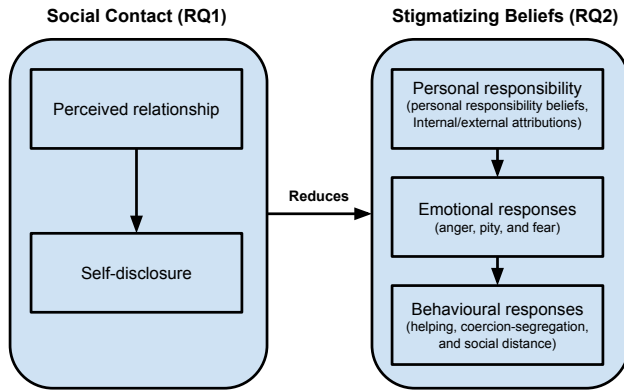 Social Contact (RQ1)
Perceived relationship
Self-disclosure
Reduces
Stigmatizing Beliefs (RQ2)
Personal responsibility
(personal responsibility beliefs,
Internal/external attributions)
Emotional responses
(anger, pity, and fear)
Behavioural responses
(helping, coercion-segregation,
and social distance)